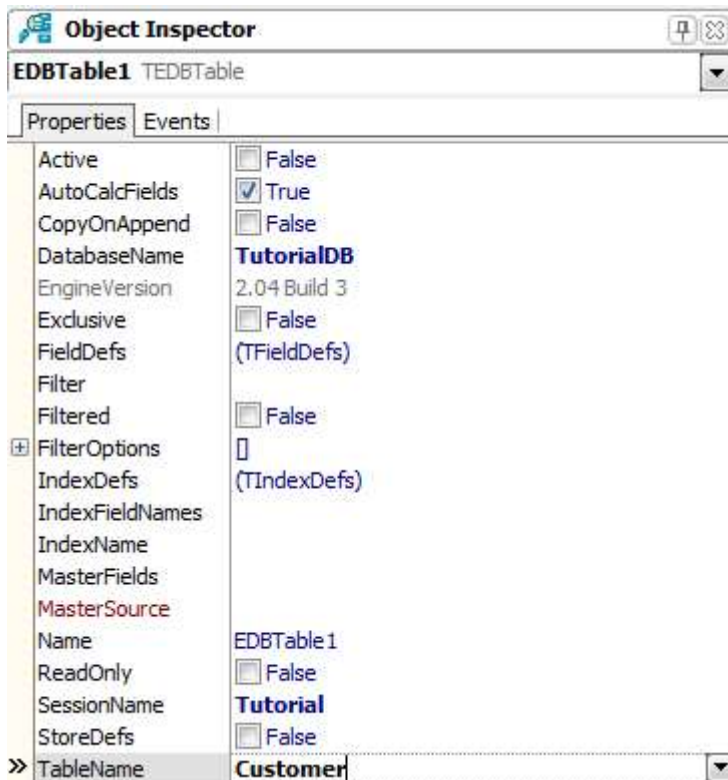 Object Inspector
EDBTable1 TEDBTable
Properties Events
Active False
AutoCalcFields True
CopyOnAppend False
DatabaseName TutorialDB
EngineVersion 2.04 Build 3
Exclusive False
FieldDefs (TFieldDefs)
Filter
Filtered False
FilterOptions []
IndexDefs (TIndexDefs)
IndexFieldNames
IndexName
MasterFields
MasterSource
Name EDBTable1
ReadOnly False
SessionName Tutorial
StoreDefs False
» TableName Customer